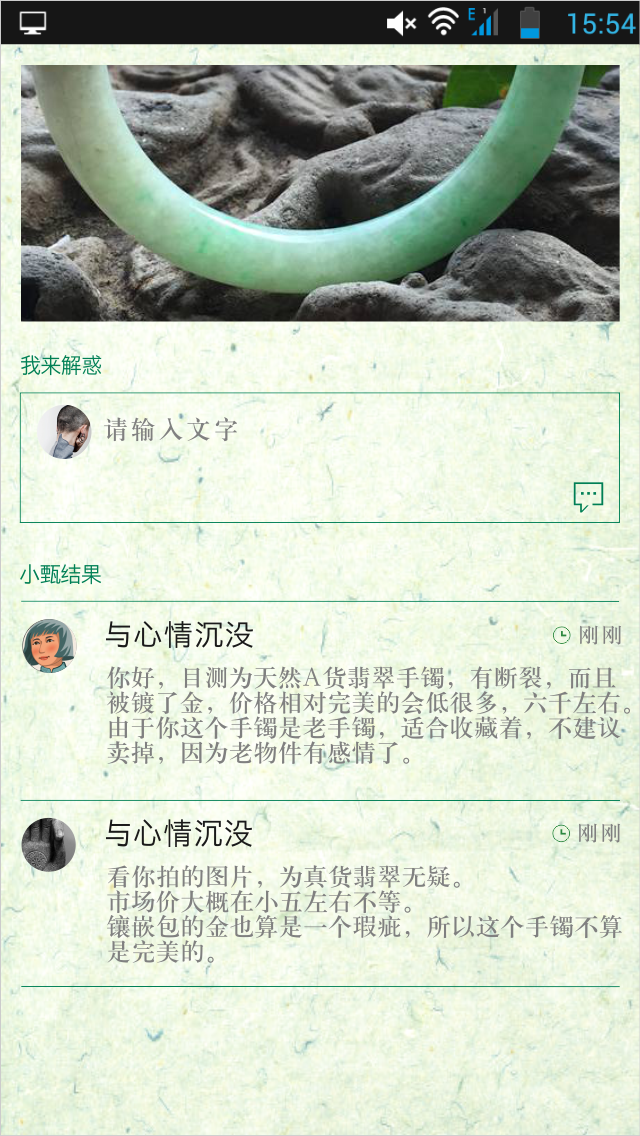 E 1 15:54
我来解惑
请输入文字
小甄结果
与心情沉没 刚刚
你好，目测为天然A货翡翠手镯，有断裂，而且
被镀了金，价格相对完美的会低很多，六千左右。
由于你这个手镯是老手镯，适合收藏着，不建议
卖掉，因为老物件有感情了。
与心情沉没 刚刚
看你拍的图片，为真货翡翠无疑。
市场价大概在小五左右不等。
镶嵌包的金也算是一个瑕疵，所以这个手镯不算
是完美的。